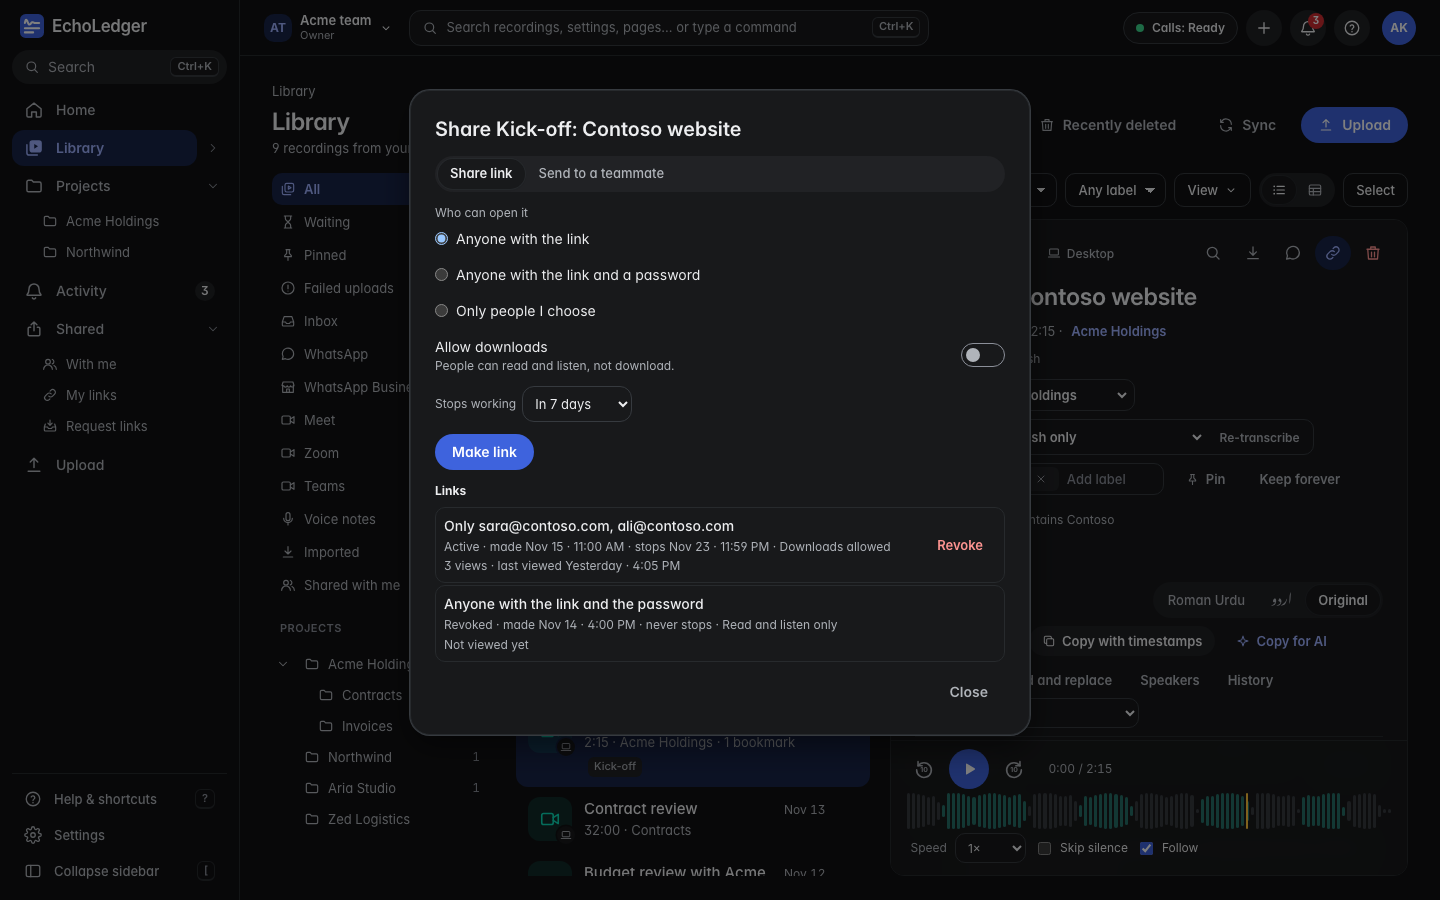 EchoLedger
Search Ctrl+K
Home
Library
Projects
Acme Holdings
Northwind
Activity 3
Shared
With me
My links
Request links
Upload
Help & shortcuts ?
Settings
Collapse sidebar [
AT Acme team
Owner
Search recordings, settings, pages... or type a command Ctrl+K
Calls: Ready
3
AK
Library
Library
9 recordings from your
Recently deleted
Sync
Upload
All
Waiting
Pinned
Failed uploads
Inbox
WhatsApp
WhatsApp Busine
Meet
Zoom
Teams
Voice notes
Imported
Shared with me
PROJECTS
Acme Holding
Contracts
Invoices
Northwind 1
Aria Studio 1
Zed Logistics
Any label
View
Select
Share Kick-off: Contoso website
Share link
Send to a teammate
Who can open it
Anyone with the link
Anyone with the link and a password
Only people I choose
Allow downloads
People can read and listen, not download.
Stops working In 7 days
Make link
Links
Only sara@contoso.com, ali@contoso.com
Active · made Nov 15 · 11:00 AM · stops Nov 23 · 11:59 PM · Downloads allowed
3 views · last viewed Yesterday · 4:05 PM
Revoke
Anyone with the link and the password
Revoked · made Nov 14 · 4:00 PM · never stops · Read and listen only
Not viewed yet
Close
2:15 · Acme Holdings · 1 bookmark
Kick-off
Contract review Nov 13
32:00 · Contracts
Budget review with Acme Nov 12
Desktop
ontoso website
2:15 · Acme Holdings
sh
oldings
sh only
Re-transcribe
× Add label
Pin
Keep forever
ntains Contoso
Roman Urdu
اردو
Original
Copy with timestamps
Copy for AI
d and replace
Speakers
History
10
10
0:00 / 2:15
Speed 1×
Skip silence
Follow